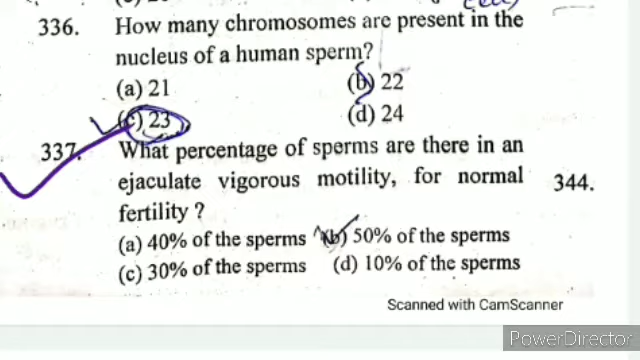 336. How many chromosomes are present in the
nucleus of a human sperm?
(a) 21 (b) 22
(c) 23 (d) 24
337. What percentage of sperms are there in an
ejaculate vigorous motility, for normal
fertility ?
344.
(a) 40% of the sperms (b) 50% of the sperms
(c) 30% of the sperms (d) 10% of the sperms
Scanned with CamScanner
PowerDirector